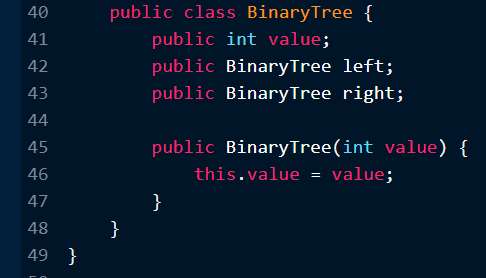 40 public class BinaryTree {
41 public int value;
42 public BinaryTree left;
43 public BinaryTree right;
44
45 public BinaryTree(int value) {
46 this.value = value;
47 }
48 }
49 }